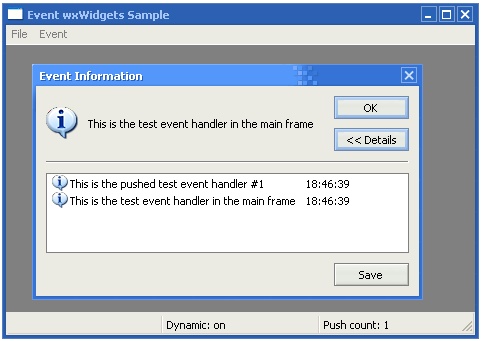 Event wxWidgets Sample
File Event
Event Information
OK
This is the test event handler in the main frame
<< Details
This is the pushed test event handler #1 18:46:39
This is the test event handler in the main frame 18:46:39
Save
Dynamic: on Push count: 1